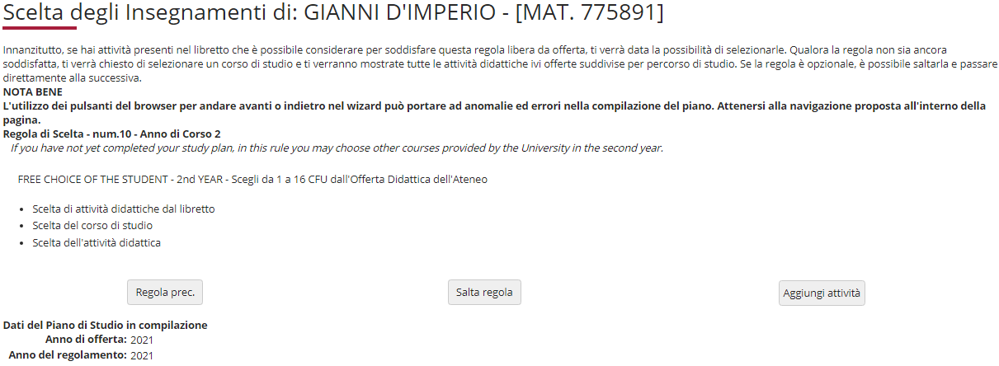 Scelta degli Insegnamenti di: GIANNI D'IMPERIO - [MAT. 775891]
Innanzitutto, se hai attività presenti nel libretto che è possibile considerare per soddisfare questa regola libera da offerta, ti verrà data la possibilità di selezionarle. Qualora la regola non sia ancora
soddisfatta, ti verrà chiesto di selezionare un corso di studio e ti verranno mostrate tutte le attività didattiche ivi offerte suddivise per percorso di studio. Se la regola è opzionale, è possibile saltarla e passare
direttamente alla successiva.
NOTA BENE
L'utilizzo dei pulsanti del browser per andare avanti o indietro nel wizard può portare ad anomalie ed errori nella compilazione del piano. Attenersi alla navigazione proposta all'interno della
pagina.
Regola di Scelta - num.10 - Anno di Corso 2
If you have not yet completed your study plan, in this rule you may choose other courses provided by the University in the second year.
FREE CHOICE OF THE STUDENT - 2nd YEAR - Scegli da 1 a 16 CFU dall'Offerta Didattica dell'Ateneo
• Scelta di attività didattiche dal libretto
• Scelta del corso di studio
• Scelta dell'attività didattica
Regola prec. Salta regola Aggiungi attività
Dati del Piano di Studio in compilazione
Anno di offerta: 2021
Anno del regolamento: 2021